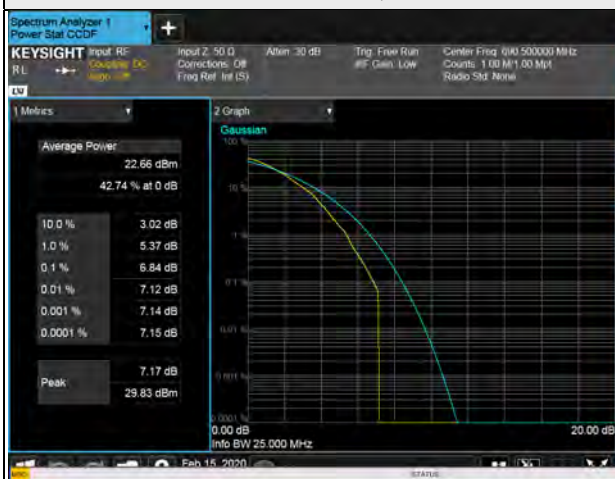 Spectrum Analyzer 1
Power Stat CCDF
KEYSIGHT
RL
Input: RF
Coupling: DC
Align: Off
Input Z: 50 Ω
Corrections: Off
Freq Ref: Int (S)
Atten: 30 dB
Trig: Free Run
#IF Gain: Low
Counts: 1.00 M/1.00 Mpt
Radio Std: None
1 Metrics
Average Power
22.66 dBm
42.74 % at 0 dB
10.0 % 3.02 dB
1.0 % 5.37 dB
0.1 % 6.84 dB
0.01 % 7.12 dB
0.001 % 7.14 dB
0.0001 % 7.15 dB
Peak
7.17 dB
29.83 dBm
2 Graph
Gaussian
100 %
10 %
1 %
0.1 %
0.01 %
0.001 %
0.0001 %
0.00 dB
20.00 dB
Info BW 25.000 MHz
Feb 15, 2020
MSG
STATUS